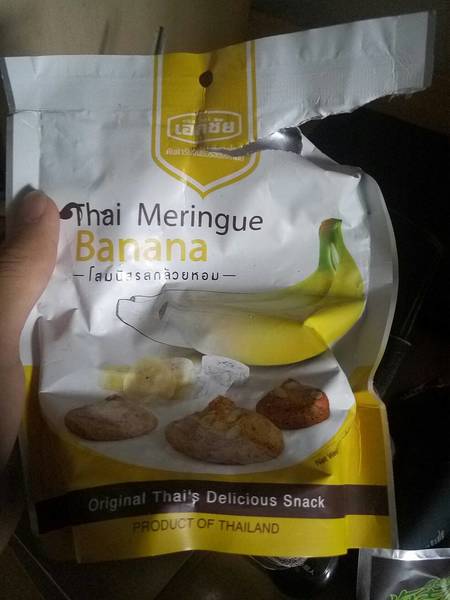 เอกชัย
Thai Meringue
Banana
โสมนัสรสกล้วยหอม
Original Thai's Delicious Snack
PRODUCT OF THAILAND